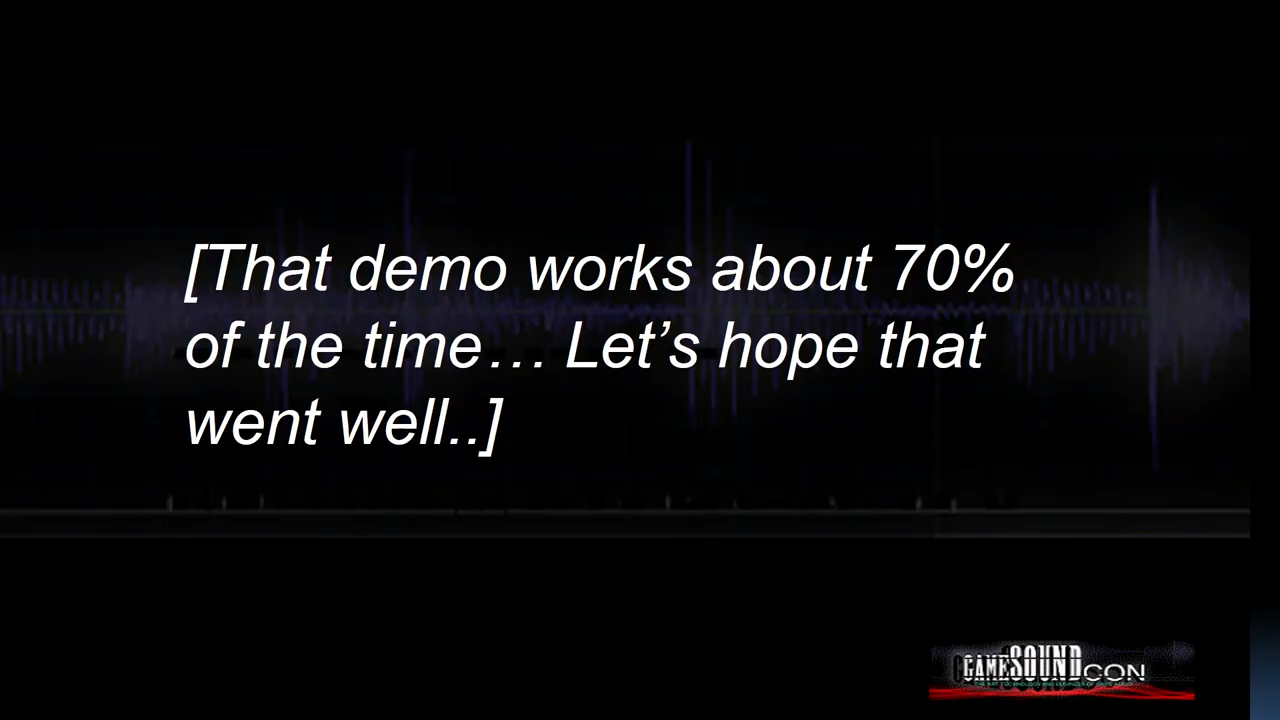 [That demo works about 70%
of the time… Let’s hope that
went well..]
GAMESOUNDCON